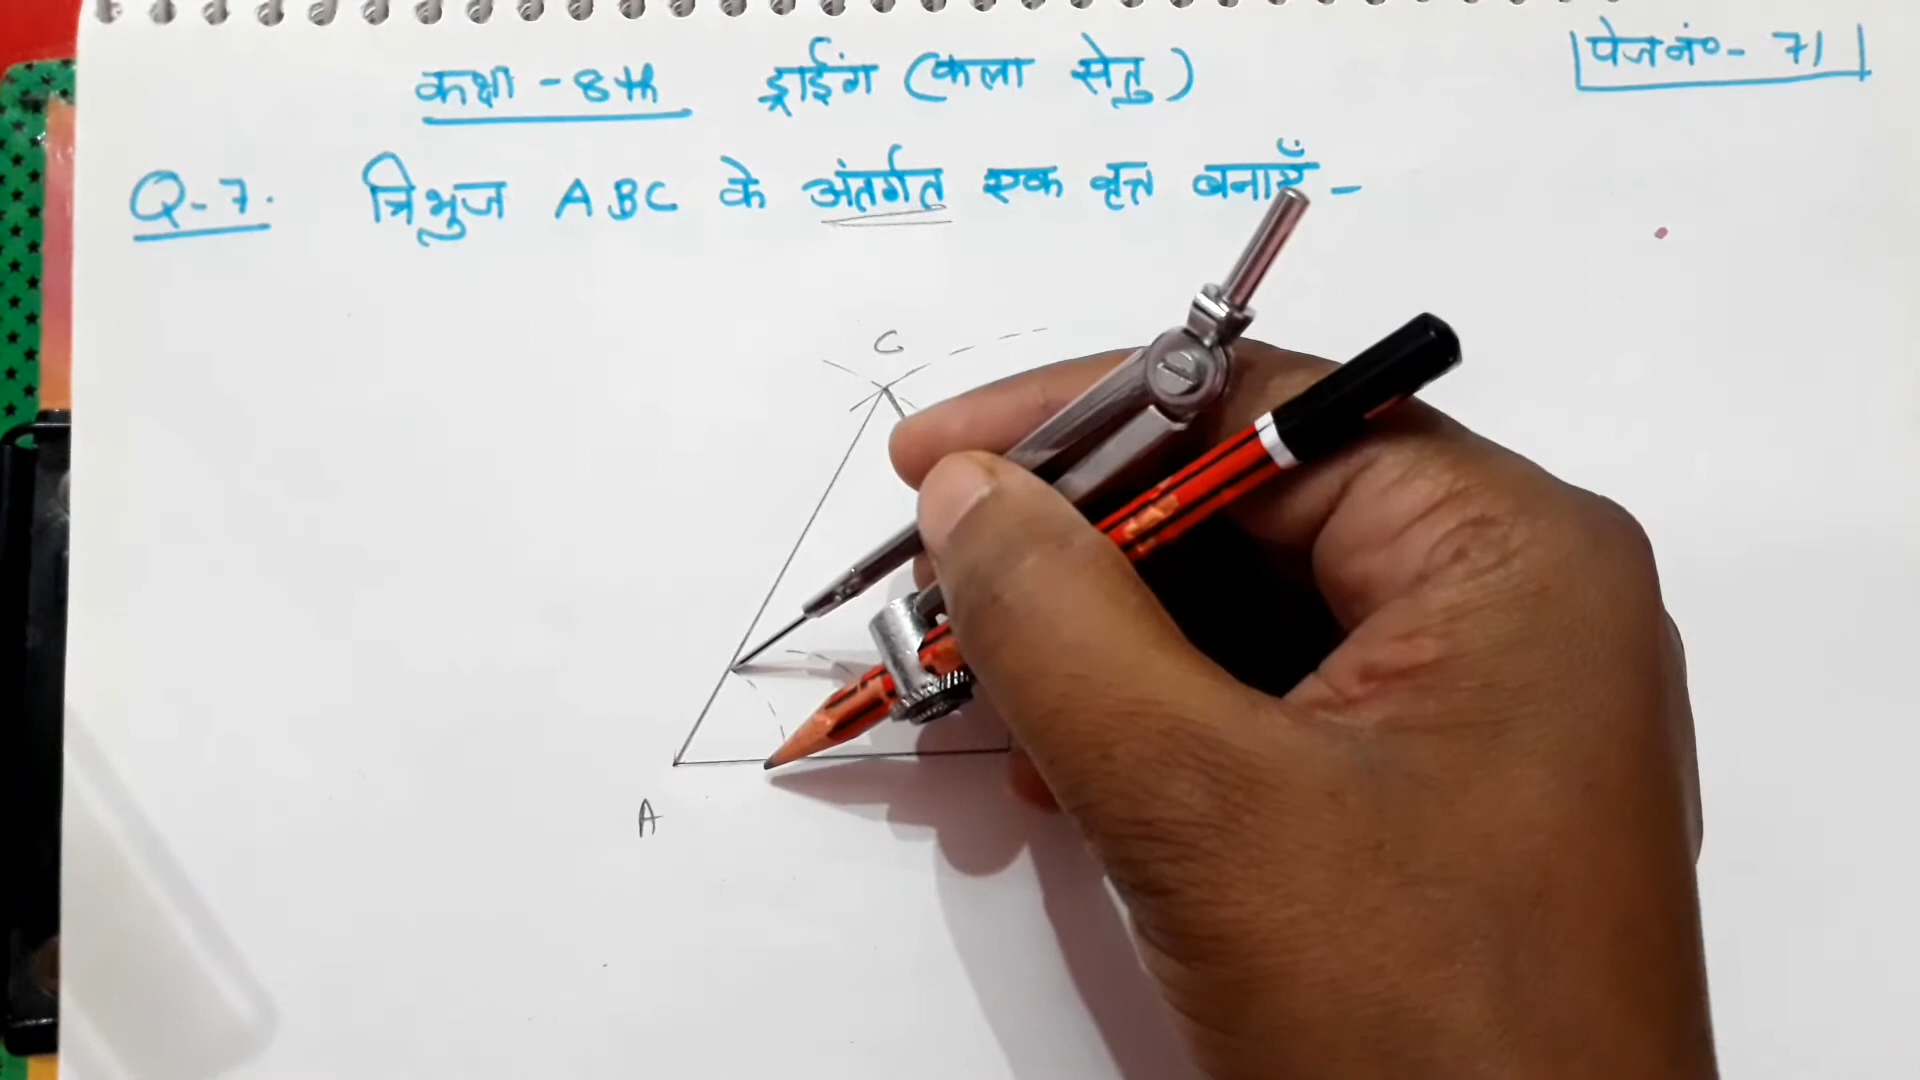 कक्षा - 8th ड्राईंग (कला सेतु)
पेज नं० - 71
Q-7. त्रिभुज ABC के अंतर्गत एक वृत्त बनाएँ -
C
A